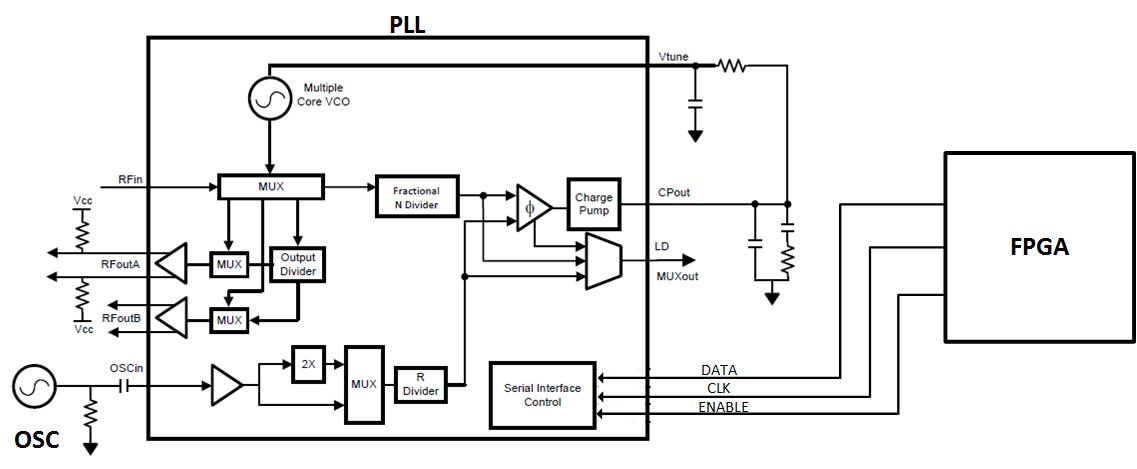 PLL
Vtune
Multiple
Core VCO
RFin
MUX
Fractional
N Divider
ϕ
Charge
Pump
CPout
Vcc
RFoutA
MUX
Output
Divider
LD
MUXout
FPGA
RFoutB
MUX
Vcc
OSCin
2X
MUX
R
Divider
Serial Interface
Control
DATA
CLK
ENABLE
OSC